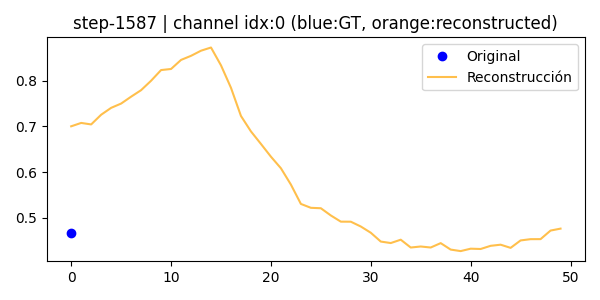 step-1587 | channel idx:0 (blue:GT, orange:reconstructed)
Original
Reconstrucción
0.8
0.7
0.6
0.5
0 10 20 30 40 50